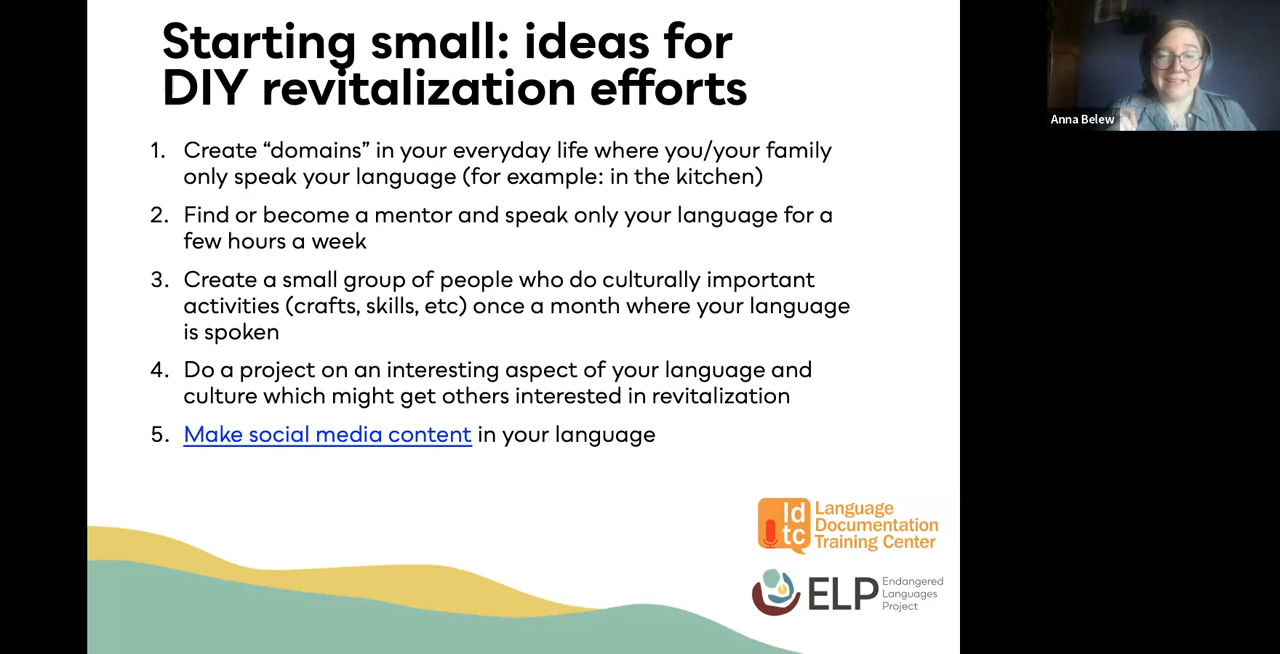 Starting small: ideas for
DIY revitalization efforts
1. Create “domains” in your everyday life where you/your family
only speak your language (for example: in the kitchen)
2. Find or become a mentor and speak only your language for a
few hours a week
3. Create a small group of people who do culturally important
activities (crafts, skills, etc) once a month where your language
is spoken
4. Do a project on an interesting aspect of your language and
culture which might get others interested in revitalization
5. Make social media content in your language
ld
tc
Language
Documentation
Training Center
ELP
Endangered
Languages
Project
Anna Belew